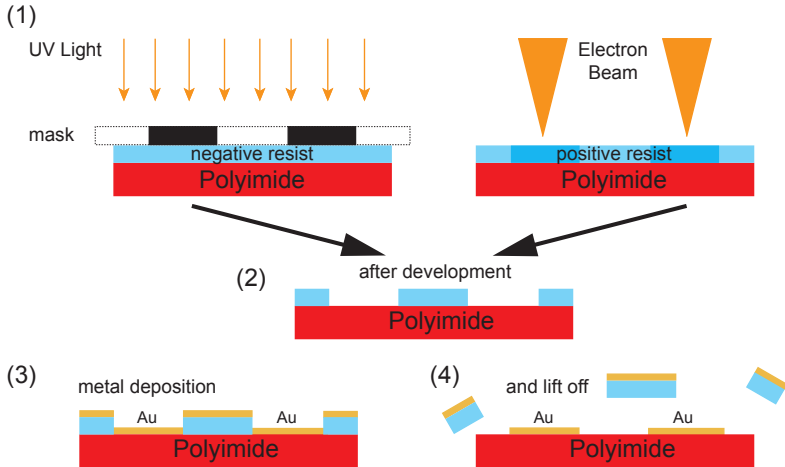 (1)
UV Light
mask
negative resist
Polyimide
Electron
Beam
positive resist
Polyimide
(2)
after development
Polyimide
(3)
metal deposition
Au
Au
Polyimide
(4)
and lift off
Au
Au
Polyimide